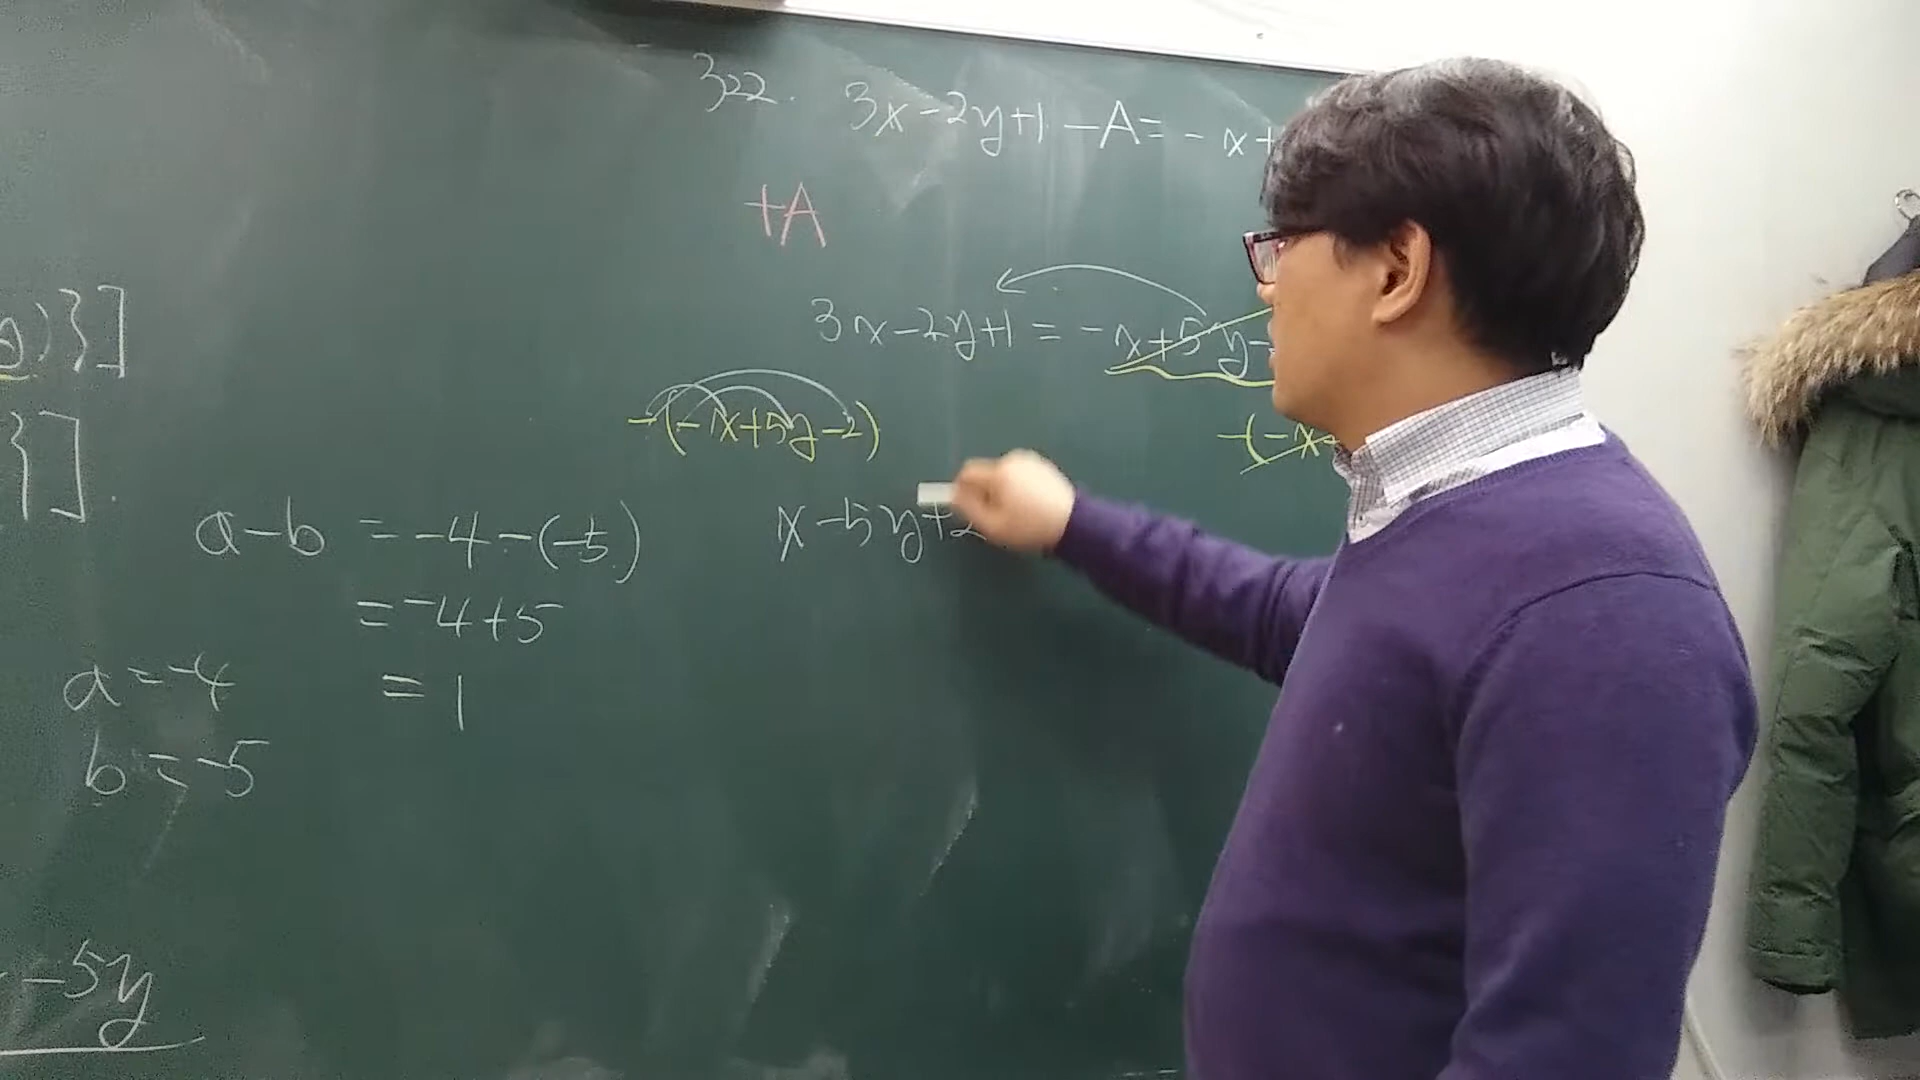 322. 3x-2y+1-A=-x+
+A
3x-2y+1=-x+5y-
-(-1x+5y-2)
-(-x
x-5y+2
)}]
}].
a-b=-4-(-5)
=-4+5
=1
a=-4
b=-5
-5y